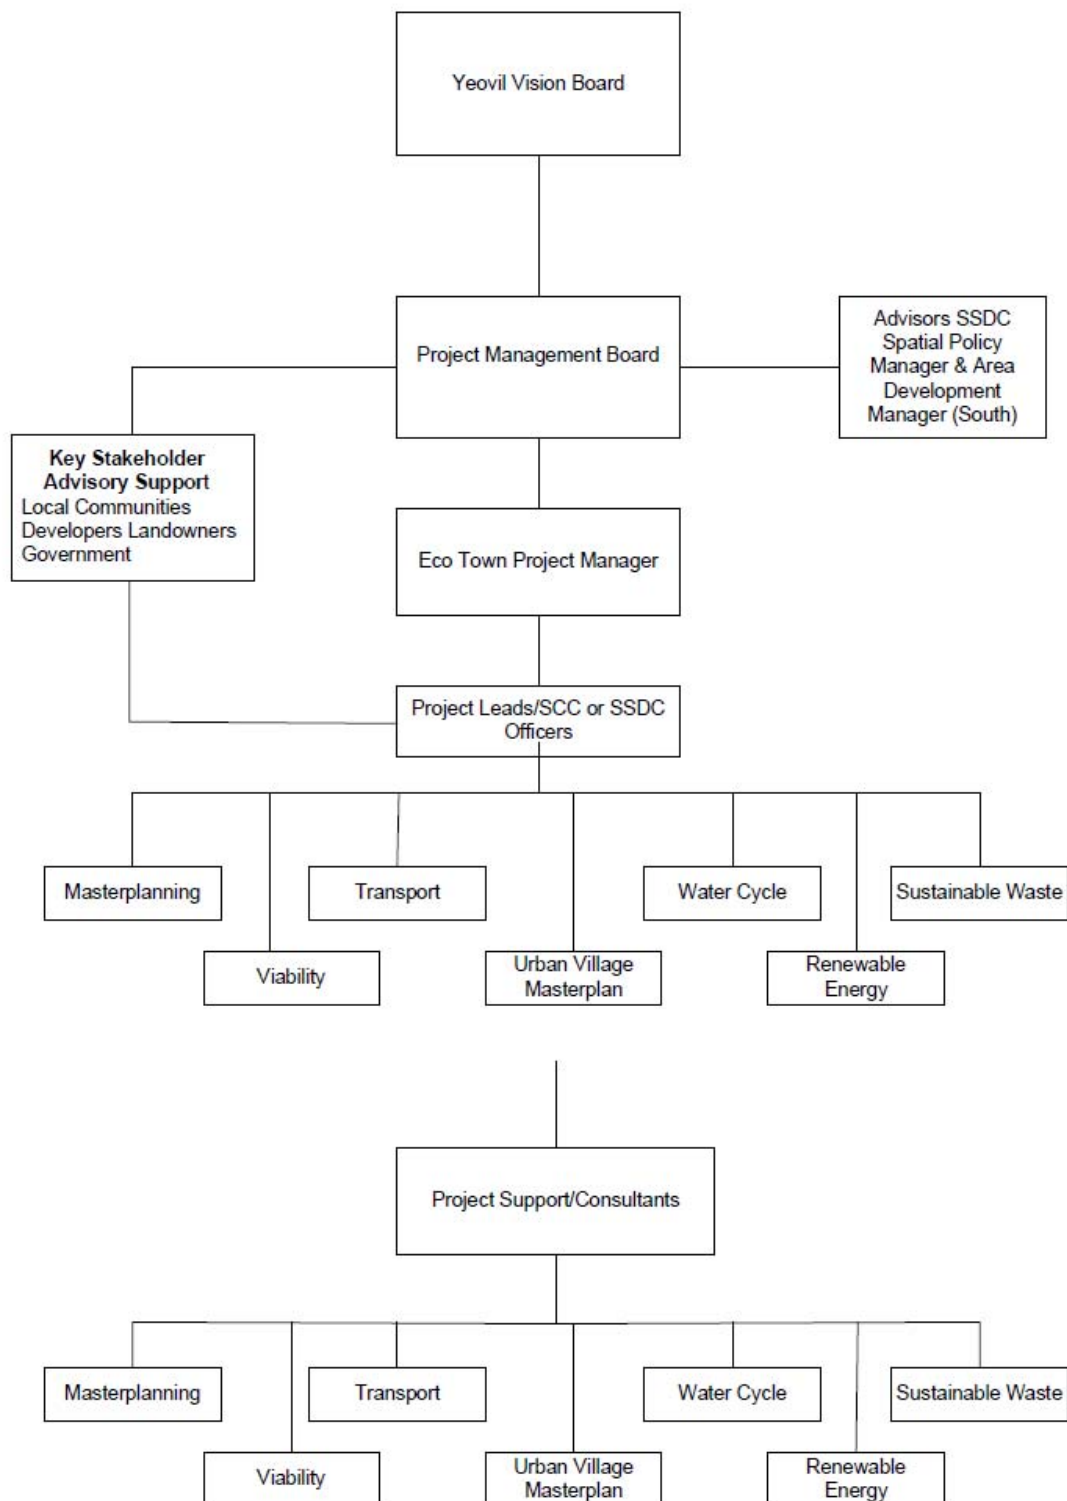 Yeovil Vision Board
Project Management Board
Advisors SSDC
Spatial Policy
Manager & Area
Development
Manager (South)
Key Stakeholder
Advisory Support
Local Communities
Developers Landowners
Government
Eco Town Project Manager
Project Leads/SCC or SSDC
Officers
Masterplanning
Transport
Water Cycle
Sustainable Waste
Viability
Urban Village
Masterplan
Renewable
Energy
Project Support/Consultants
Masterplanning
Transport
Water Cycle
Sustainable Waste
Viability
Urban Village
Masterplan
Renewable
Energy